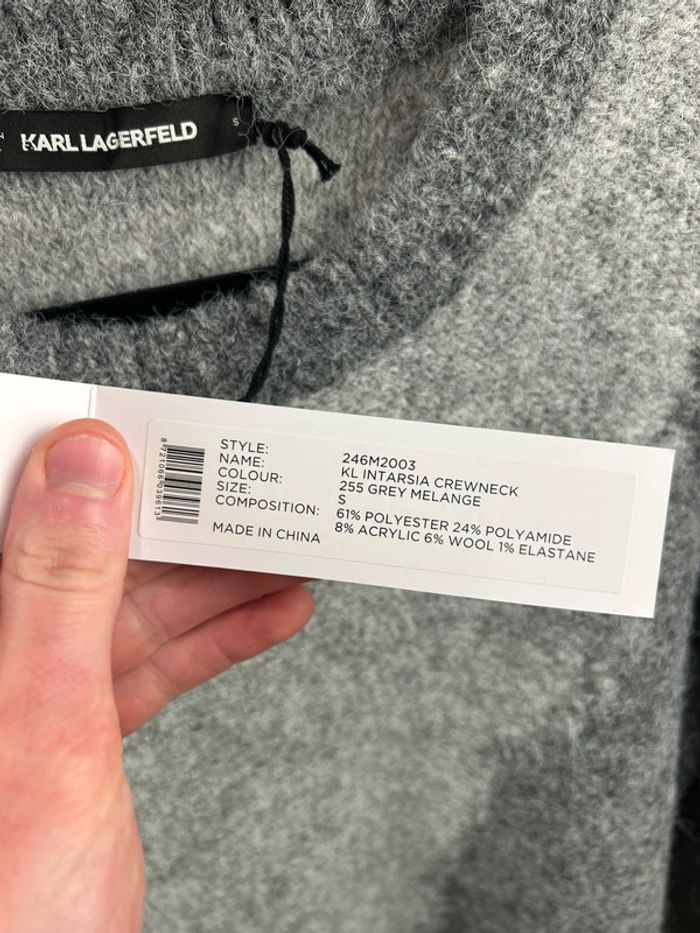 KARL LAGERFELD
S
8721066039613
STYLE: 246M2003
NAME: KL INTARSIA CREWNECK
COLOUR: 255 GREY MELANGE
SIZE: S
COMPOSITION: 61% POLYESTER 24% POLYAMIDE
8% ACRYLIC 6% WOOL 1% ELASTANE
MADE IN CHINA